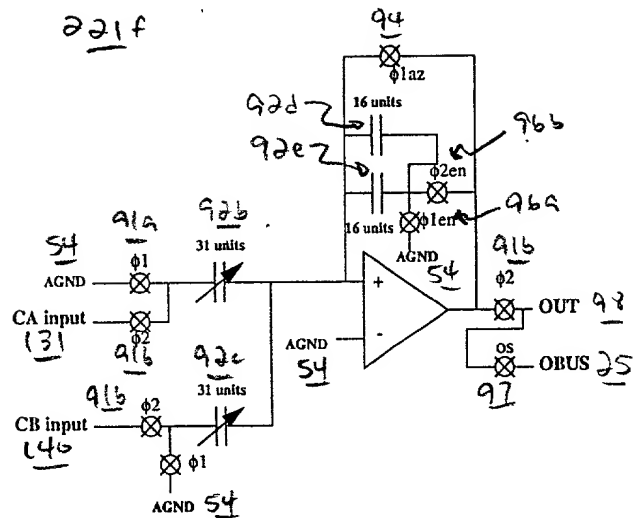 221f
94
φ1az
92d
16 units
92e
96b
φ2en
16 units
φ1en
96a
AGND
54
91a
92b
54
φ1
31 units
AGND
CA input
φ2
131
91b
+
-
AGND
54
91b
φ2
OUT
98
os
OBUS
25
97
92c
31 units
91b
φ2
CB input
140
φ1
AGND
54